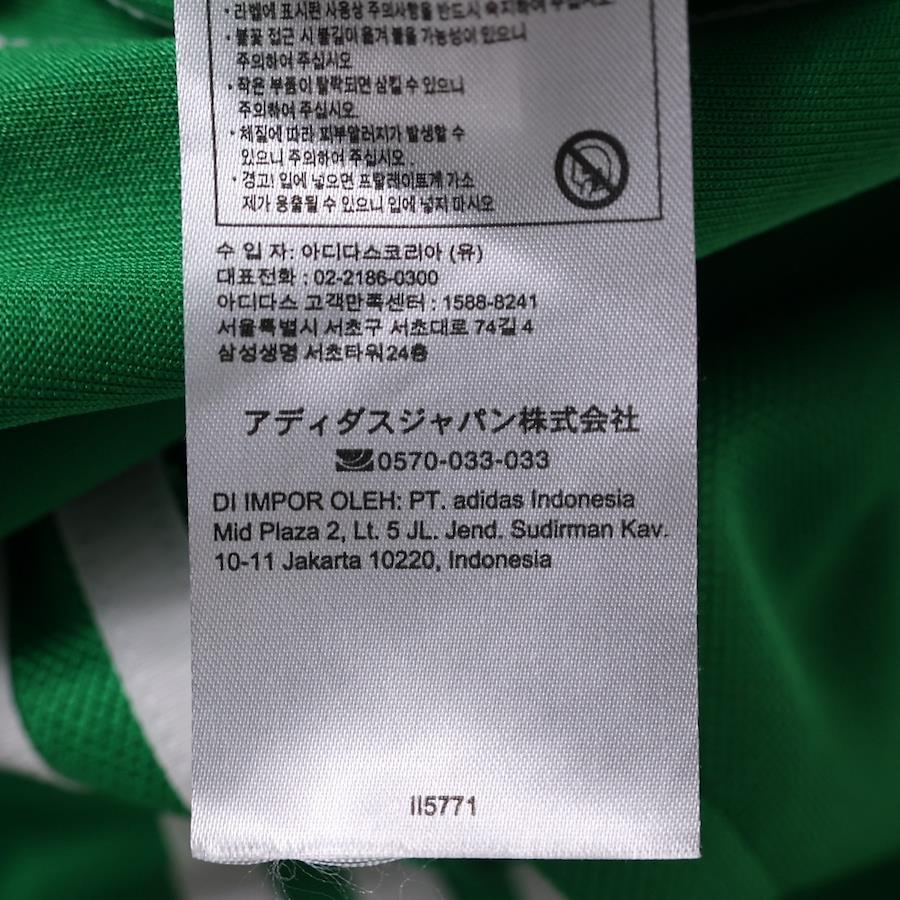 • 라벨에 표시된 사용상 주의사항을 반드시 숙지하여 주십시오.
• 불꽃 접근 시 불길이 옮겨 붙을 가능성이 있으니
주의하여 주십시오
• 작은 부품이 탈락되면 삼킬 수 있으니
주의하여 주십시오.
• 체질에 따라 피부알러지가 발생할 수
있으니 주의하여 주십시오.
• 경고! 입에 넣으면 프탈레이트계 가소
제가 용출될 수 있으니 입에 넣지 마시오
수 입 자: 아디다스코리아 (유)
대표전화 : 02-2186-0300
아디다스 고객만족센터 : 1588-8241
서울특별시 서초구 서초대로 74길 4
삼성생명 서초타워24층
アディダスジャパン株式会社
0570-033-033
DI IMPOR OLEH: PT. adidas Indonesia
Mid Plaza 2, Lt. 5 JL. Jend. Sudirman Kav.
10-11 Jakarta 10220, Indonesia
II5771